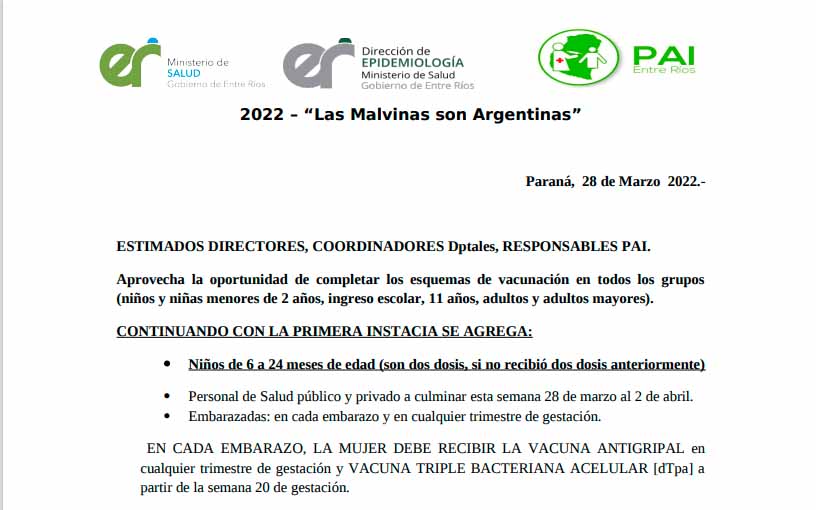 Ministerio de
SALUD
Gobierno de Entre Ríos
Dirección de
EPIDEMIOLOGÍA
Ministerio de Salud
Gobierno de Entre Ríos
PAI
Entre Ríos
2022 – “Las Malvinas son Argentinas”
Paraná, 28 de Marzo 2022.-
ESTIMADOS DIRECTORES, COORDINADORES Dptales, RESPONSABLES PAI.
Aprovecha la oportunidad de completar los esquemas de vacunación en todos los grupos
(niños y niñas menores de 2 años, ingreso escolar, 11 años, adultos y adultos mayores).
CONTINUANDO CON LA PRIMERA INSTACIA SE AGREGA:
• Niños de 6 a 24 meses de edad (son dos dosis, si no recibió dos dosis anteriormente)
• Personal de Salud público y privado a culminar esta semana 28 de marzo al 2 de abril.
• Embarazadas: en cada embarazo y en cualquier trimestre de gestación.
EN CADA EMBARAZO, LA MUJER DEBE RECIBIR LA VACUNA ANTIGRIPAL en
cualquier trimestre de gestación y VACUNA TRIPLE BACTERIANA ACELULAR [dTpa] a
partir de la semana 20 de gestación.